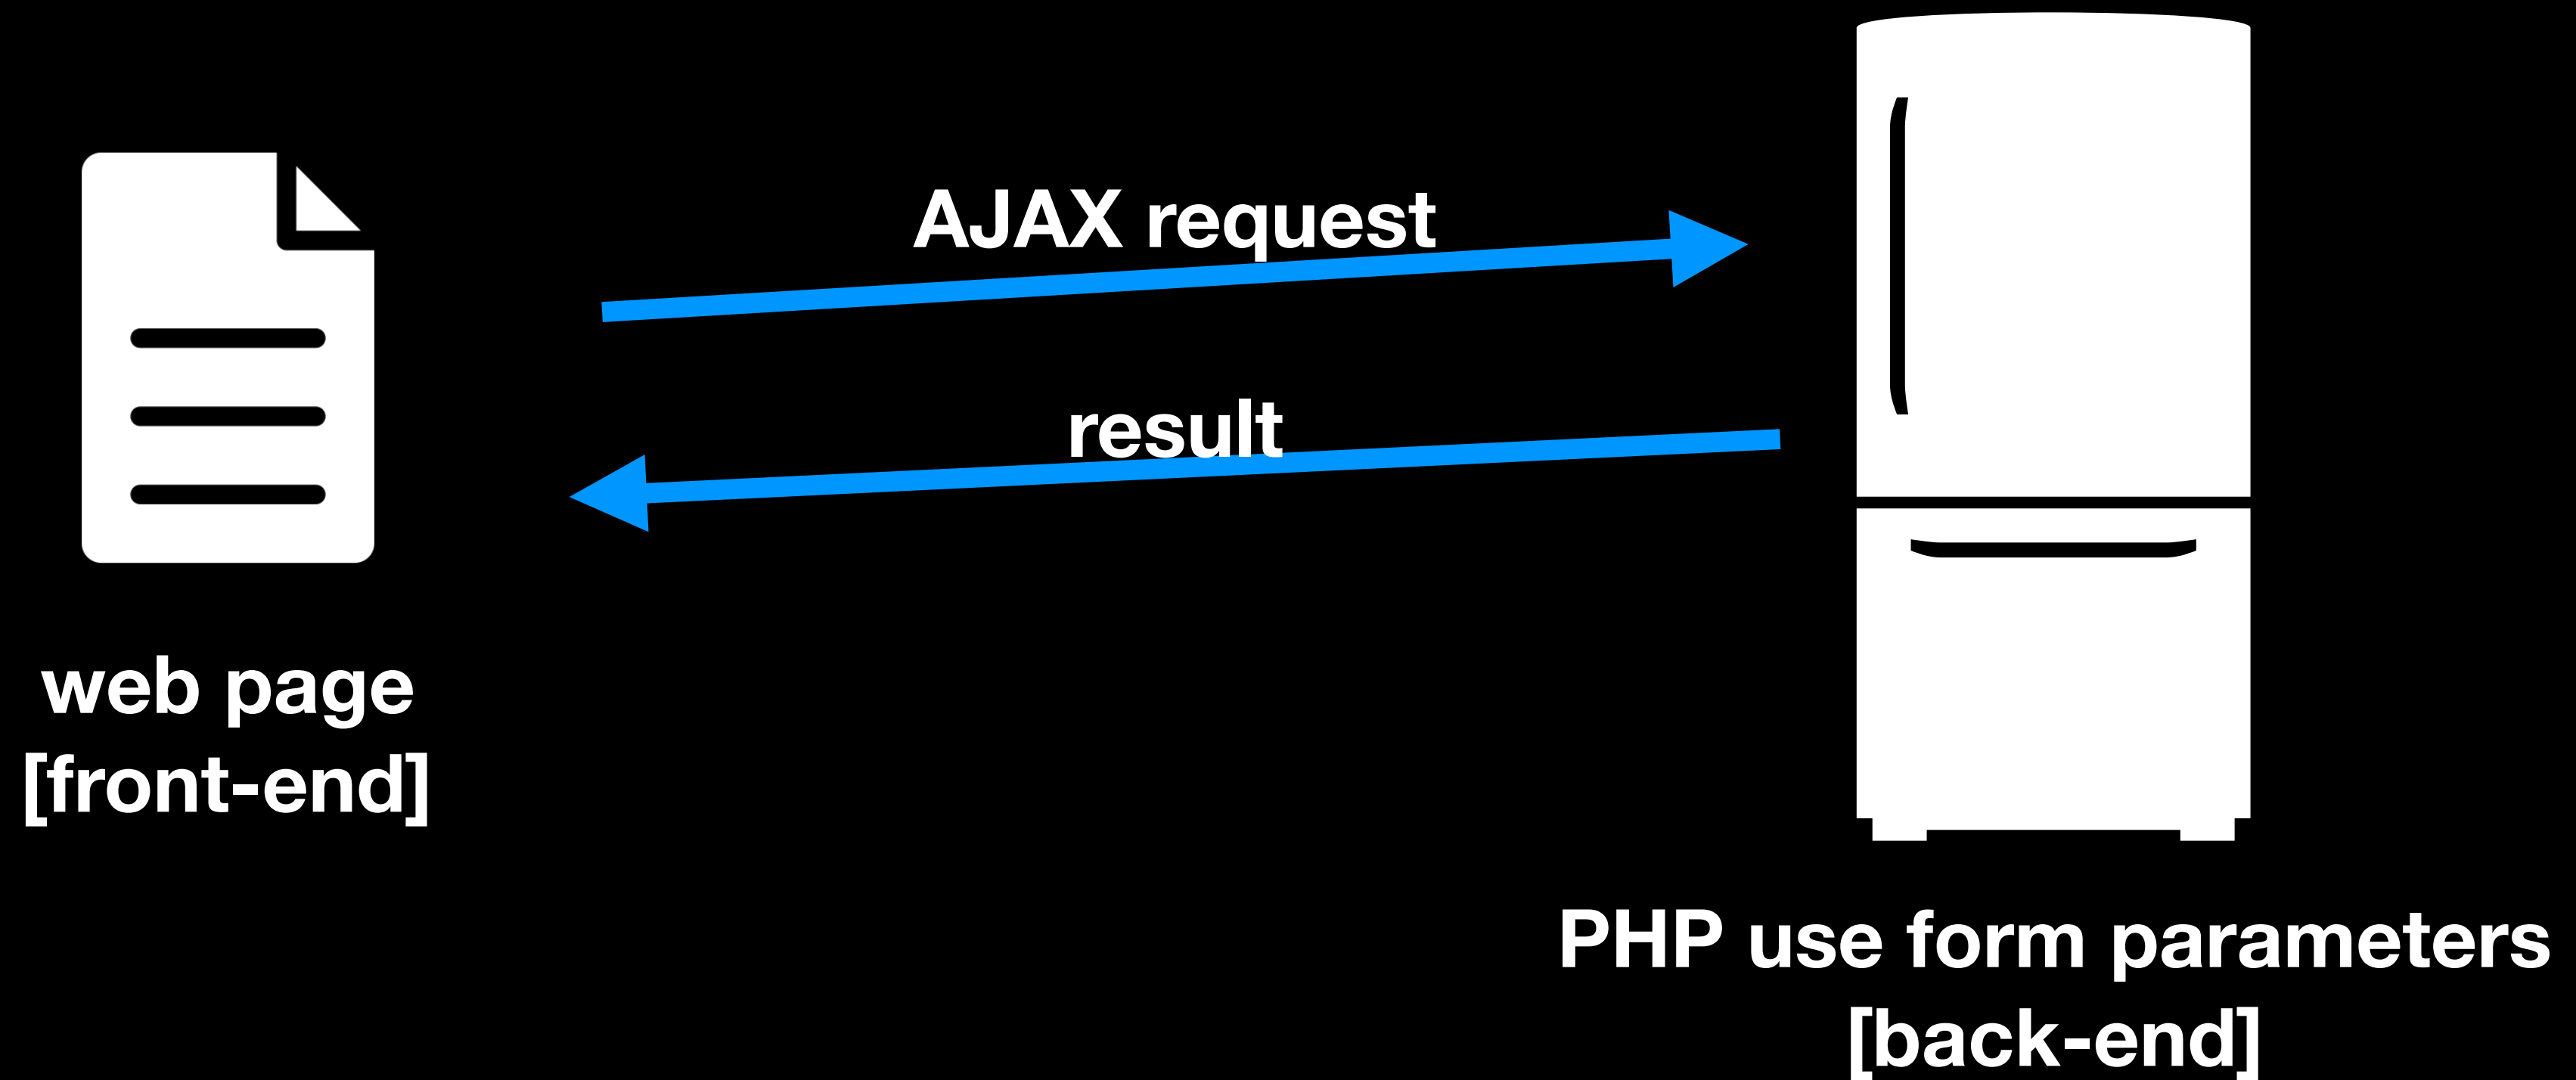 AJAX request
result
web page
[front-end]
PHP use form parameters
[back-end]